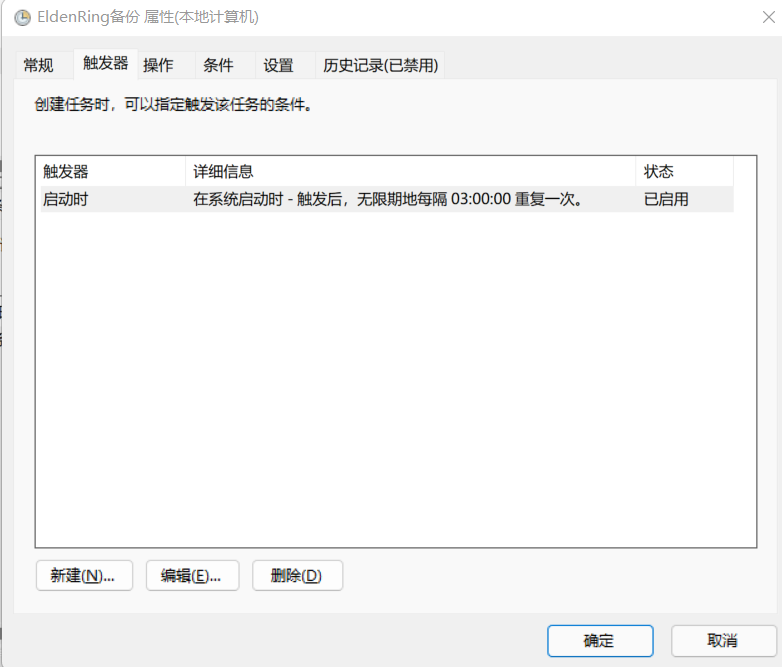 EldenRing备份 属性(本地计算机)
常规 触发器 操作 条件 设置 历史记录(已禁用)
创建任务时，可以指定触发该任务的条件。
触发器 详细信息 状态
启动时 在系统启动时 - 触发后，无限期地每隔 03:00:00 重复一次。 已启用
新建(N)... 编辑(E)... 删除(D)
确定 取消